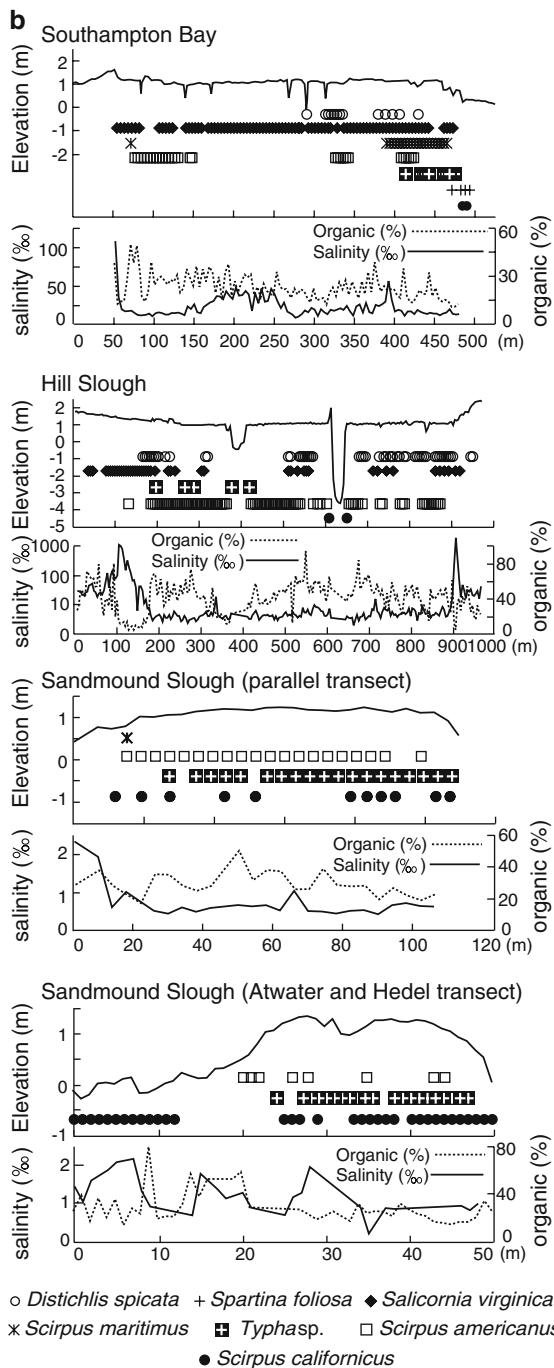 b
Southampton Bay
Elevation (m)
2
1
0
-1
-2
Organic (%)
Salinity (‰)
salinity (‰)
100
50
25
0
organic (%)
60
30
0
0 50 100 150 200 250 300 350 400 450 500 (m)
Hill Slough
Elevation (m)
2
1
0
-1
-2
-3
-4
-5
Organic (%)
Salinity (‰)
salinity (‰)
1000
100
10
0
organic (%)
80
40
0
0 100 200 300 400 500 600 700 800 9001000 (m)
Sandmound Slough (parallel transect)
Elevation (m)
1
0
-1
Organic (%)
Salinity (‰)
salinity (‰)
2
1
0
organic (%)
60
40
20
0
0 20 40 60 80 100 120 (m)
Sandmound Slough (Atwater and Hedel transect)
Elevation (m)
1
0
-1
Organic (%)
Salinity (‰)
salinity (‰)
2
1
0
organic (%)
80
40
0
0 10 20 30 40 50 (m)
Distichlis spicata Spartina foliosa Salicornia virginica
Scirpus maritimus Typhasp. Scirpus americanus
Scirpus californicus